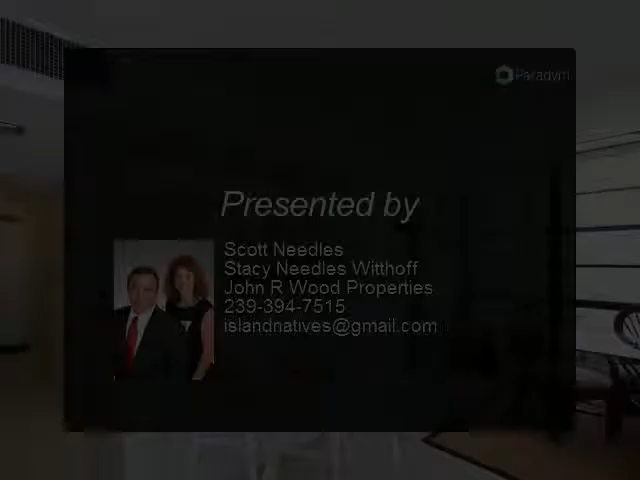 Paradym
Presented by
Scott Needles
Stacy Needles Witthoff
John R Wood Properties
239-394-7515
islandnatives@gmail.com